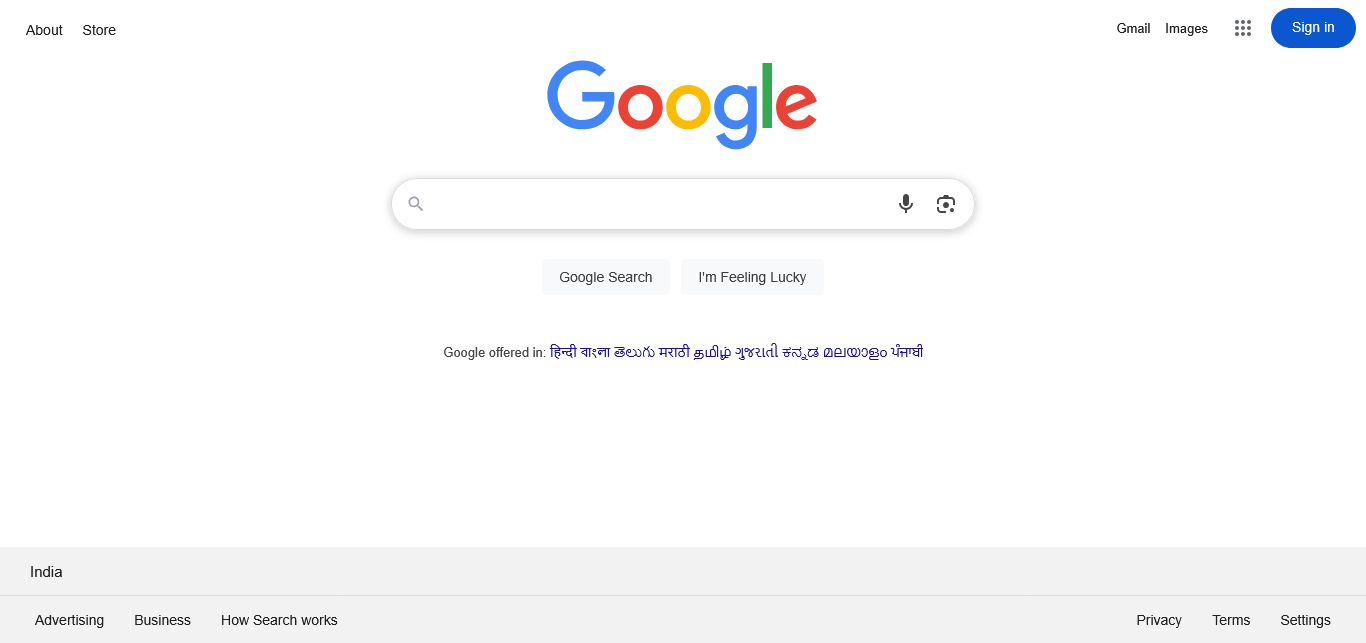 About Store
Gmail Images Sign in
Google
Google Search I'm Feeling Lucky
Google offered in: हिन्दी বাংলা తెలుగు मराठी தமிழ் ગુજરાતી ಕನ್ನಡ മലയാളം ਪੰਜਾਬੀ
India
Advertising Business How Search works
Privacy Terms Settings